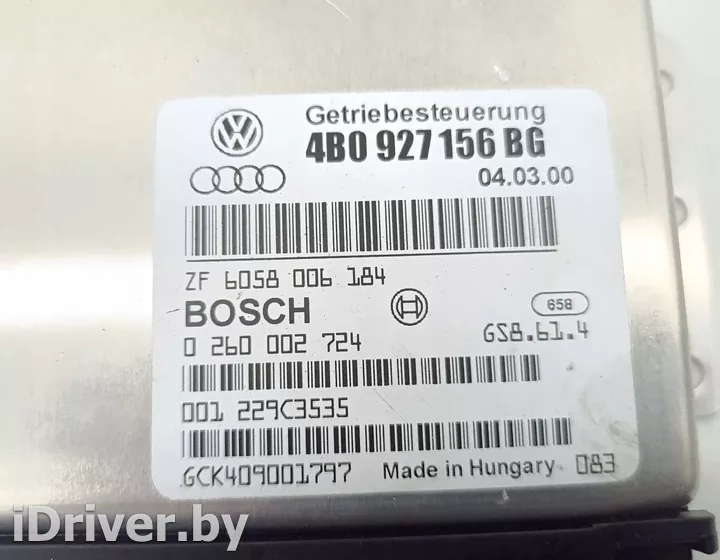 Getriebesteuerung
4B0 927 156 BG
04.03.00
ZF 6058 006 184
BOSCH
658
0 260 002 724
GS8.61.4
001 229C3535
GCK409001797
Made in Hungary
083
iDriver.by